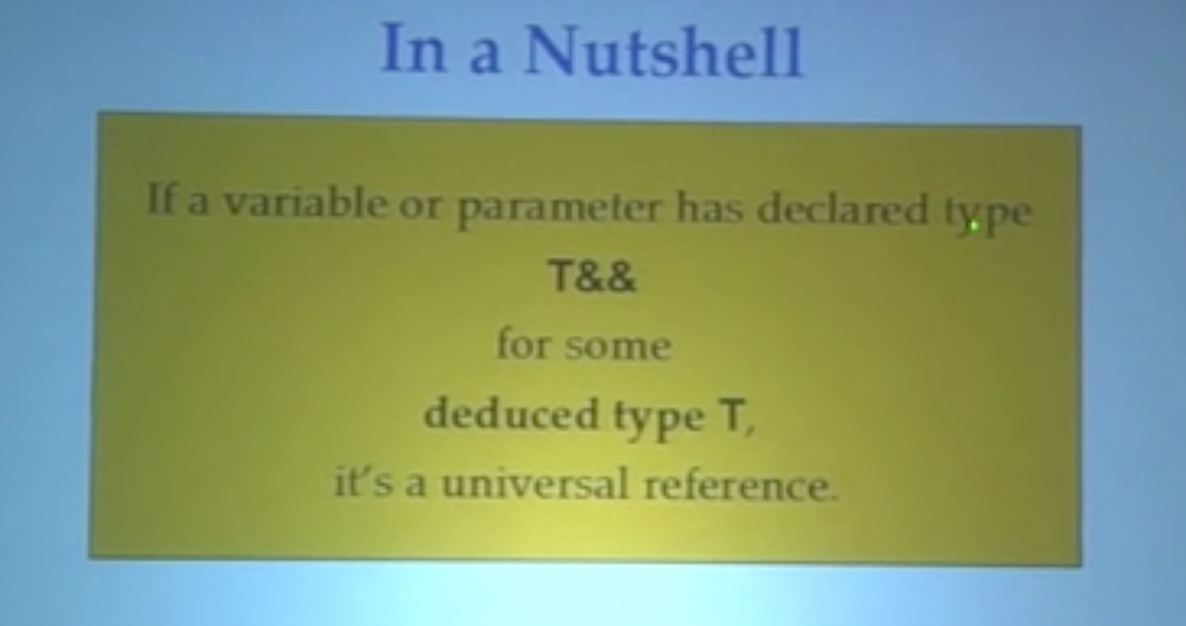 In a Nutshell
If a variable or parameter has declared type
T&&
for some
deduced type T,
it's a universal reference.